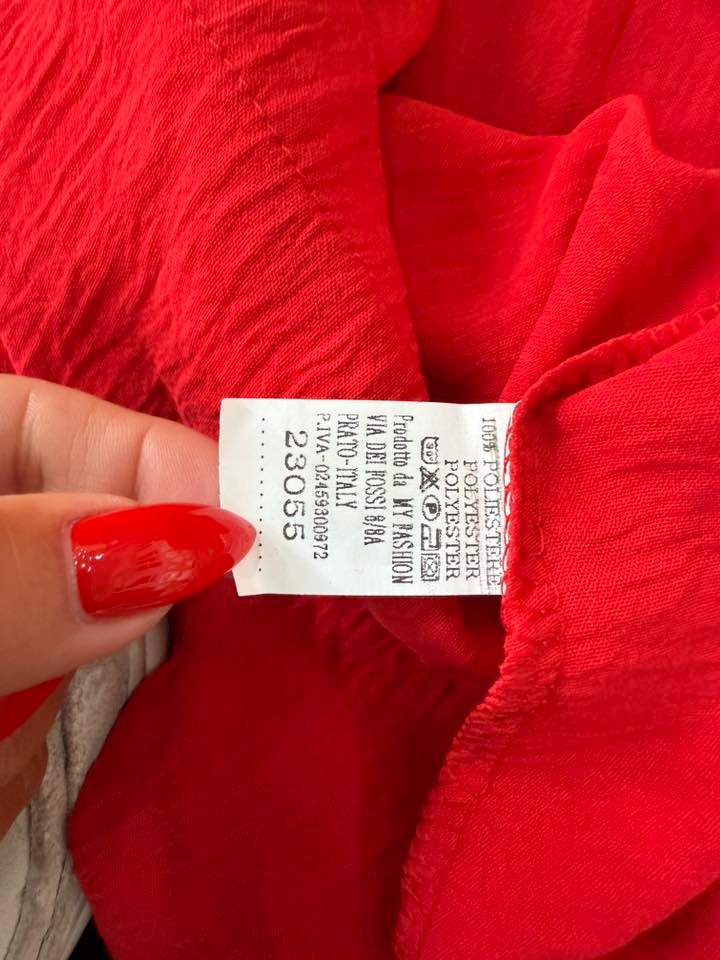 100% POLIESTERE
POLYESTER
POLYESTER
Prodotto da MY FASHION
VIA DEI FOSSI 8/8A
PRATO-ITALY
P.IVA-02459300972
23055